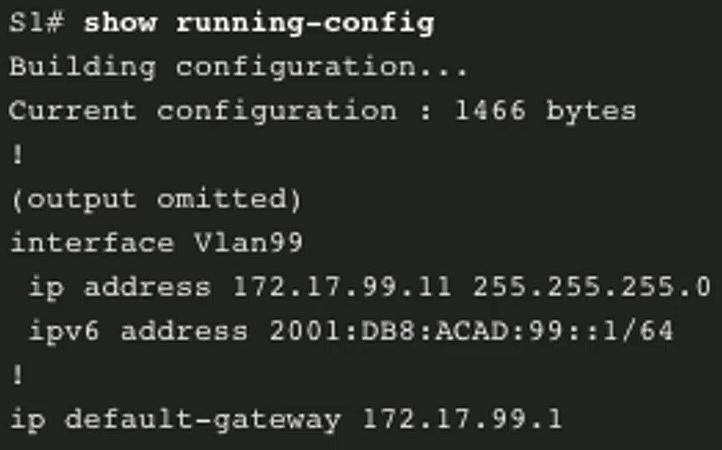 S1# show running-config
Building configuration...
Current configuration : 1466 bytes
!
(output omitted)
interface Vlan99
 ip address 172.17.99.11 255.255.255.0
 ipv6 address 2001:DB8:ACAD:99::1/64
!
ip default-gateway 172.17.99.1